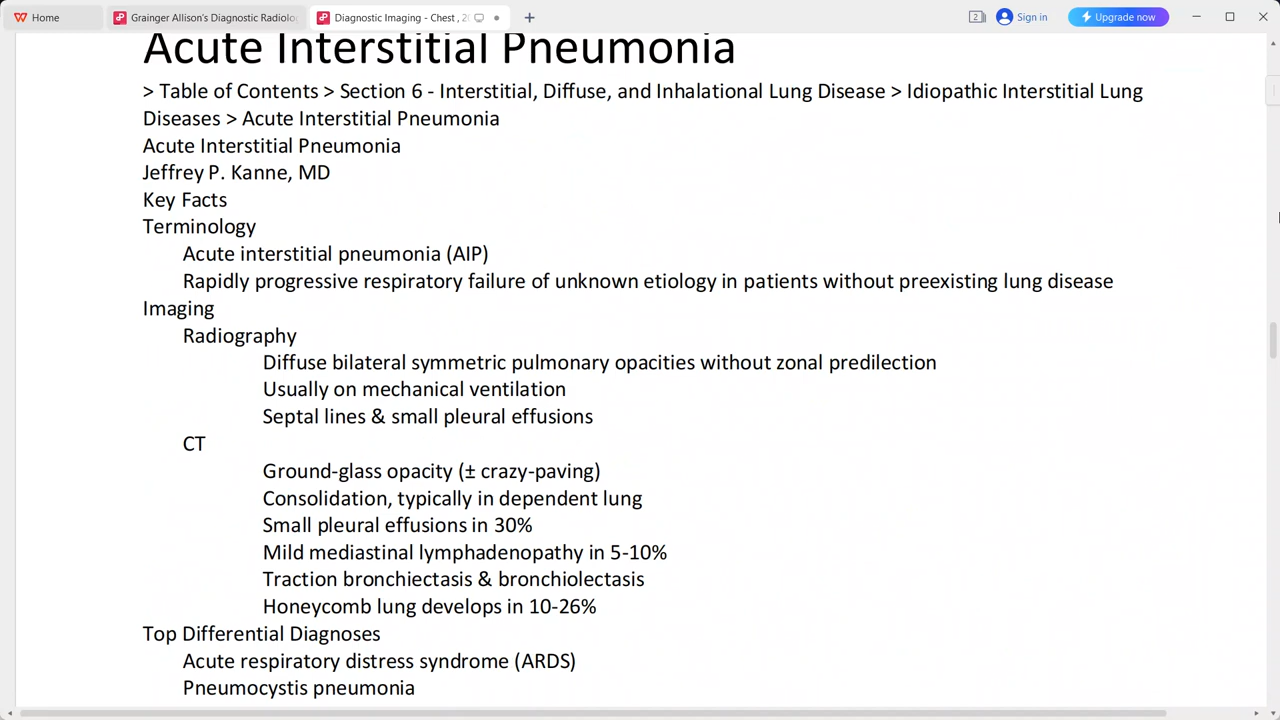 Home
Grainger Allison's Diagnostic Radiolo
Diagnostic Imaging - Chest , 2
2
Sign in
Upgrade now
Acute Interstitial Pneumonia
> Table of Contents > Section 6 - Interstitial, Diffuse, and Inhalational Lung Disease > Idiopathic Interstitial Lung
Diseases > Acute Interstitial Pneumonia
Acute Interstitial Pneumonia
Jeffrey P. Kanne, MD
Key Facts
Terminology
Acute interstitial pneumonia (AIP)
Rapidly progressive respiratory failure of unknown etiology in patients without preexisting lung disease
Imaging
Radiography
Diffuse bilateral symmetric pulmonary opacities without zonal predilection
Usually on mechanical ventilation
Septal lines & small pleural effusions
CT
Ground-glass opacity (± crazy-paving)
Consolidation, typically in dependent lung
Small pleural effusions in 30%
Mild mediastinal lymphadenopathy in 5-10%
Traction bronchiectasis & bronchiolectasis
Honeycomb lung develops in 10-26%
Top Differential Diagnoses
Acute respiratory distress syndrome (ARDS)
Pneumocystis pneumonia